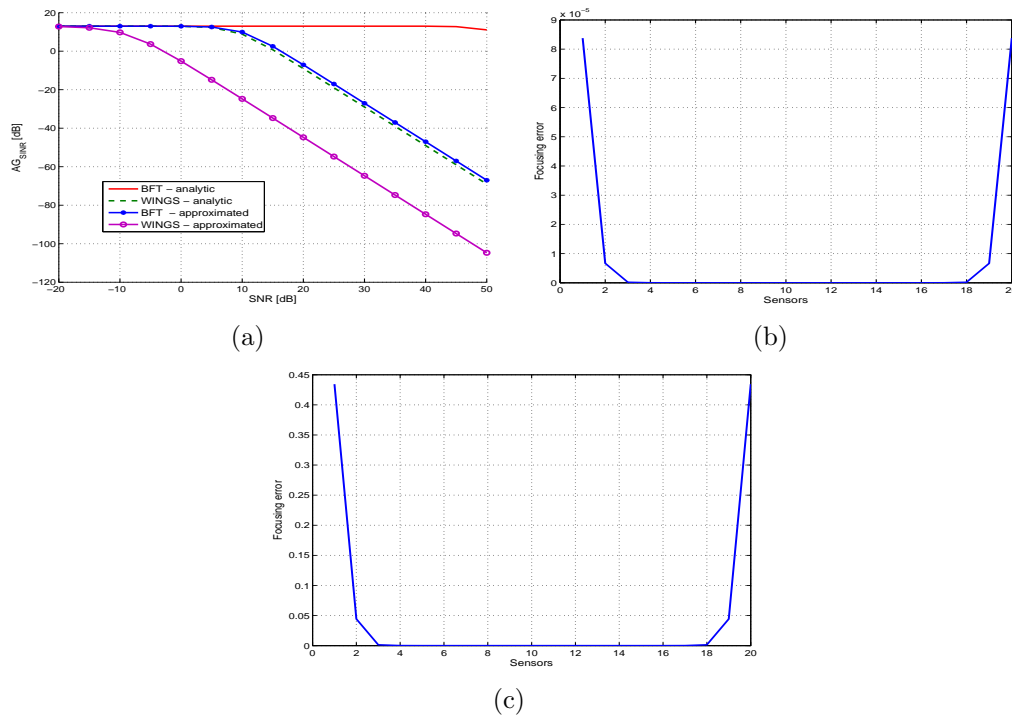 20
0
−20
−40
−60
−80
−100
−120
AG_SINR [dB]
BFT − analytic
WINGS − analytic
BFT − approximated
WINGS − approximated
−20 −10 0 10 20 30 40 50
SNR [dB]
(a)
x 10^-5
9
8
7
6
5
4
3
2
1
0
Focusing error
0 2 4 6 8 10 12 14 16 18 20
Sensors
(b)
0.45
0.4
0.35
0.3
0.25
0.2
0.15
0.1
0.05
0
Focusing error
0 2 4 6 8 10 12 14 16 18 20
Sensors
(c)